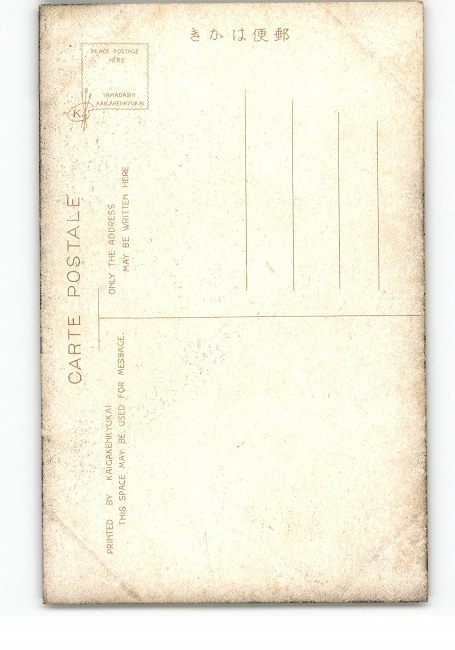 きかは便郵
PLACE POSTAGE
HERE
YAMADASHI
KAIGAKENKYUKAI
K
CARTE POSTALE
ONLY THE ADDRESS
MAY BE WRITTEN HERE
PRINTED BY KAIGAKENKYUKAI
THIS SPACE MAY BE USED FOR MESSAGE.